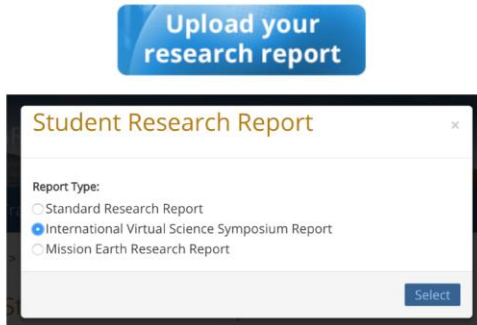 Upload your
research report
Student Research Report
×
Report Type:
Standard Research Report
International Virtual Science Symposium Report
Mission Earth Research Report
Select